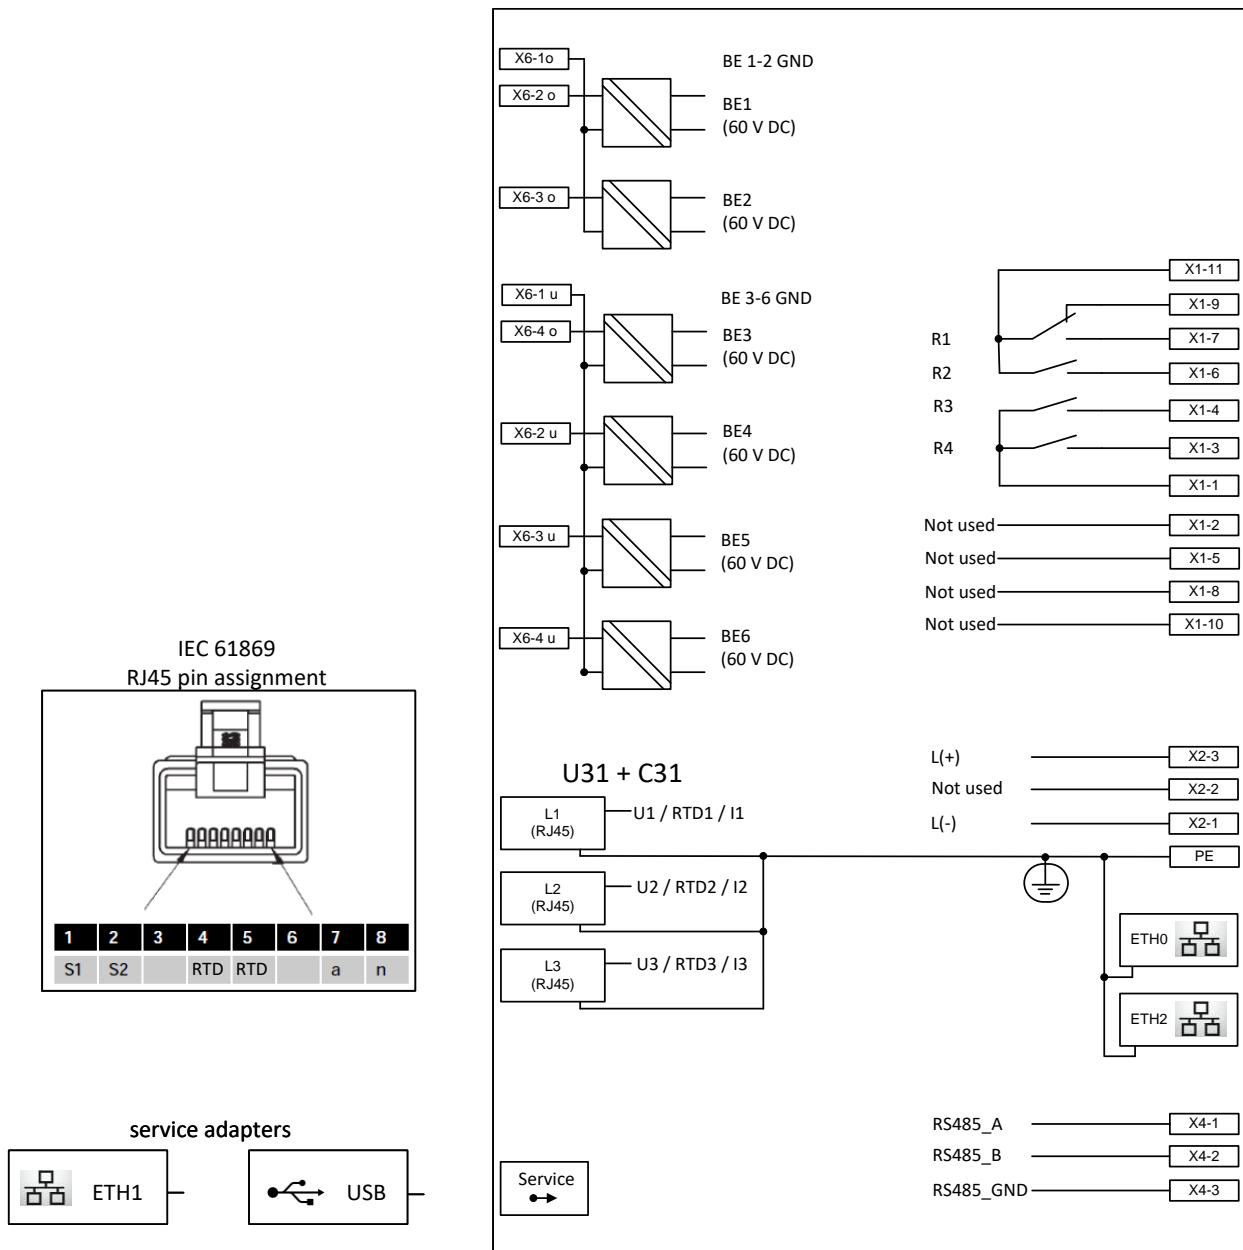 X6-1o
BE 1-2 GND
X6-2 o
BE1
(60 V DC)
X6-3 o
BE2
(60 V DC)
X6-1 u
BE 3-6 GND
X6-4 o
BE3
(60 V DC)
X6-2 u
BE4
(60 V DC)
X6-3 u
BE5
(60 V DC)
X6-4 u
BE6
(60 V DC)
X1-11
X1-9
R1
X1-7
R2
X1-6
R3
X1-4
R4
X1-3
X1-1
Not used
X1-2
Not used
X1-5
Not used
X1-8
Not used
X1-10
IEC 61869
RJ45 pin assignment
1 2 3 4 5 6 7 8
S1 S2 RTD RTD a n
U31 + C31
L1
(RJ45)
U1 / RTD1 / I1
L2
(RJ45)
U2 / RTD2 / I2
L3
(RJ45)
U3 / RTD3 / I3
L(+)
X2-3
Not used
X2-2
L(-)
X2-1
PE
ETH0
ETH2
service adapters
ETH1
USB
Service
RS485_A
X4-1
RS485_B
X4-2
RS485_GND
X4-3